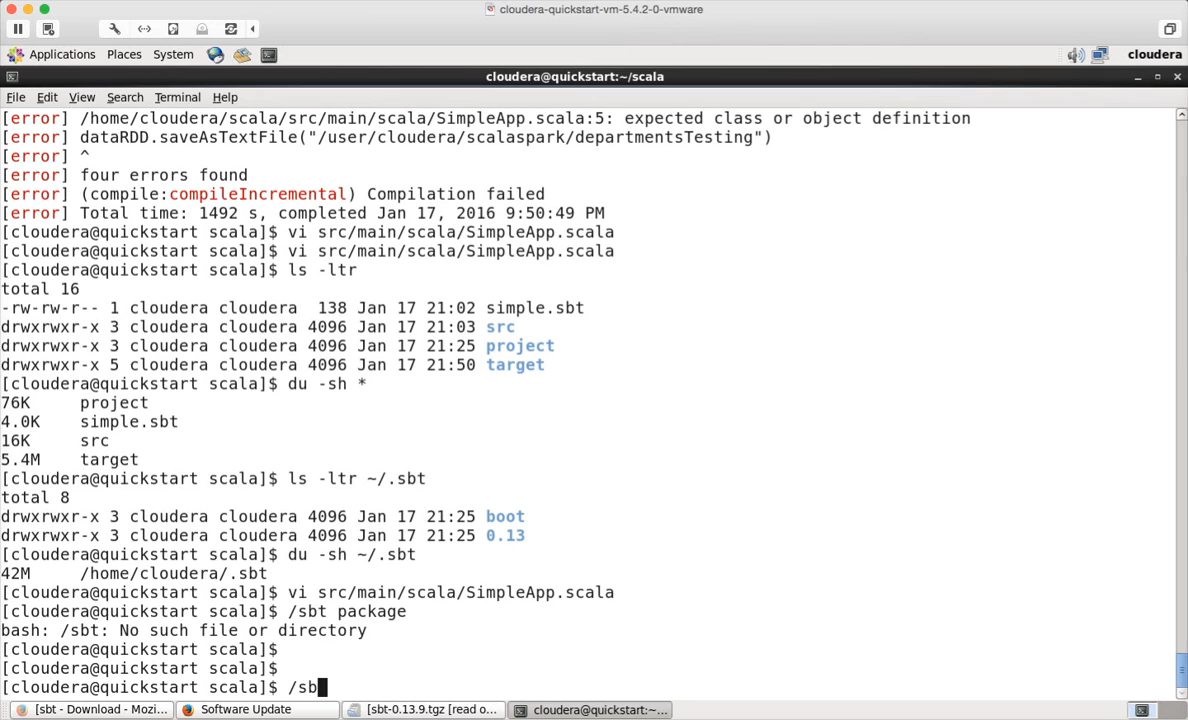 cloudera-quickstart-vm-5.4.2-0-vmware
Applications Places System cloudera
cloudera@quickstart:~/scala
File Edit View Search Terminal Help
[error] /home/cloudera/scala/src/main/scala/SimpleApp.scala:5: expected class or object definition
[error] dataRDD.saveAsTextFile("/user/cloudera/scalaspark/departmentsTesting")
[error] ^
[error] four errors found
[error] (compile:compileIncremental) Compilation failed
[error] Total time: 1492 s, completed Jan 17, 2016 9:50:49 PM
[cloudera@quickstart scala]$ vi src/main/scala/SimpleApp.scala
[cloudera@quickstart scala]$ vi src/main/scala/SimpleApp.scala
[cloudera@quickstart scala]$ ls -ltr
total 16
-rw-rw-r-- 1 cloudera cloudera  138 Jan 17 21:02 simple.sbt
drwxrwxr-x 3 cloudera cloudera 4096 Jan 17 21:03 src
drwxrwxr-x 3 cloudera cloudera 4096 Jan 17 21:25 project
drwxrwxr-x 5 cloudera cloudera 4096 Jan 17 21:50 target
[cloudera@quickstart scala]$ du -sh *
76K     project
4.0K    simple.sbt
16K     src
5.4M    target
[cloudera@quickstart scala]$ ls -ltr ~/.sbt
total 8
drwxrwxr-x 3 cloudera cloudera 4096 Jan 17 21:25 boot
drwxrwxr-x 3 cloudera cloudera 4096 Jan 17 21:25 0.13
[cloudera@quickstart scala]$ du -sh ~/.sbt
42M     /home/cloudera/.sbt
[cloudera@quickstart scala]$ vi src/main/scala/SimpleApp.scala
[cloudera@quickstart scala]$ /sbt package
bash: /sbt: No such file or directory
[cloudera@quickstart scala]$
[cloudera@quickstart scala]$
[cloudera@quickstart scala]$ /sb
[sbt - Download - Mozi... Software Update [sbt-0.13.9.tgz [read o... cloudera@quickstart:~...